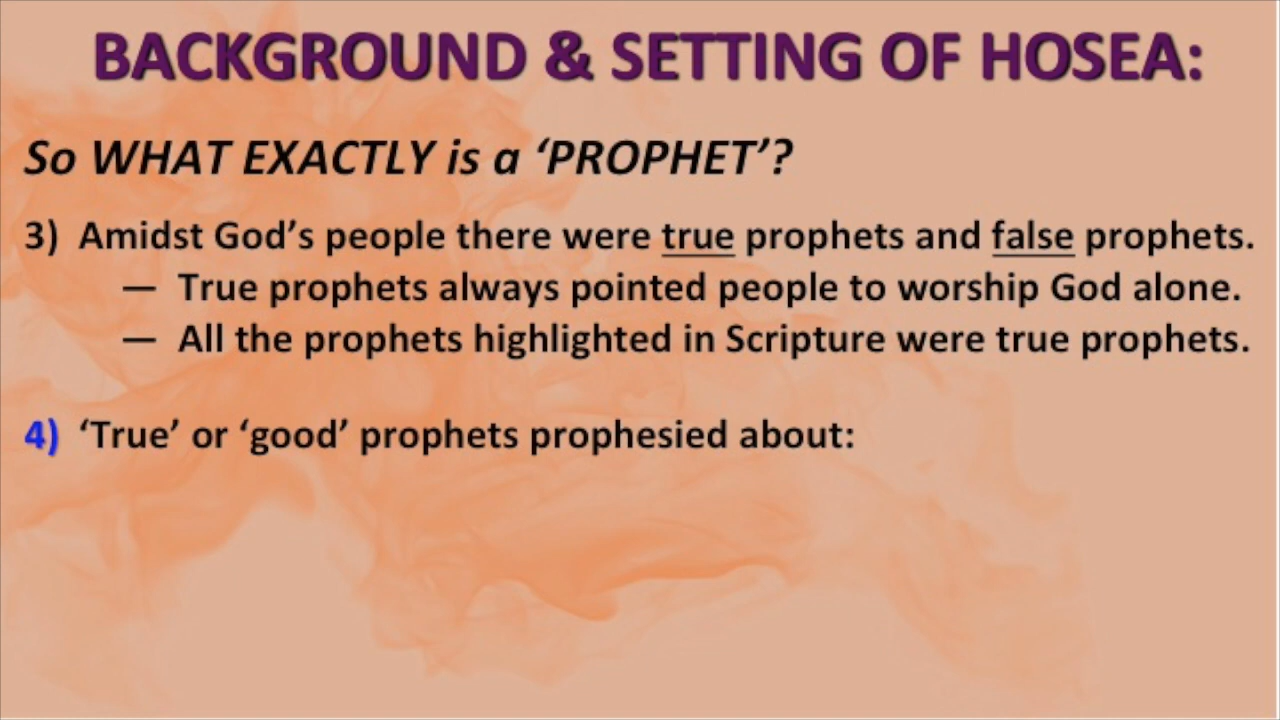 BACKGROUND & SETTING OF HOSEA:
So WHAT EXACTLY is a ‘PROPHET’?
3) Amidst God’s people there were true prophets and false prophets.
— True prophets always pointed people to worship God alone.
— All the prophets highlighted in Scripture were true prophets.
4) ‘True’ or ‘good’ prophets prophesied about: